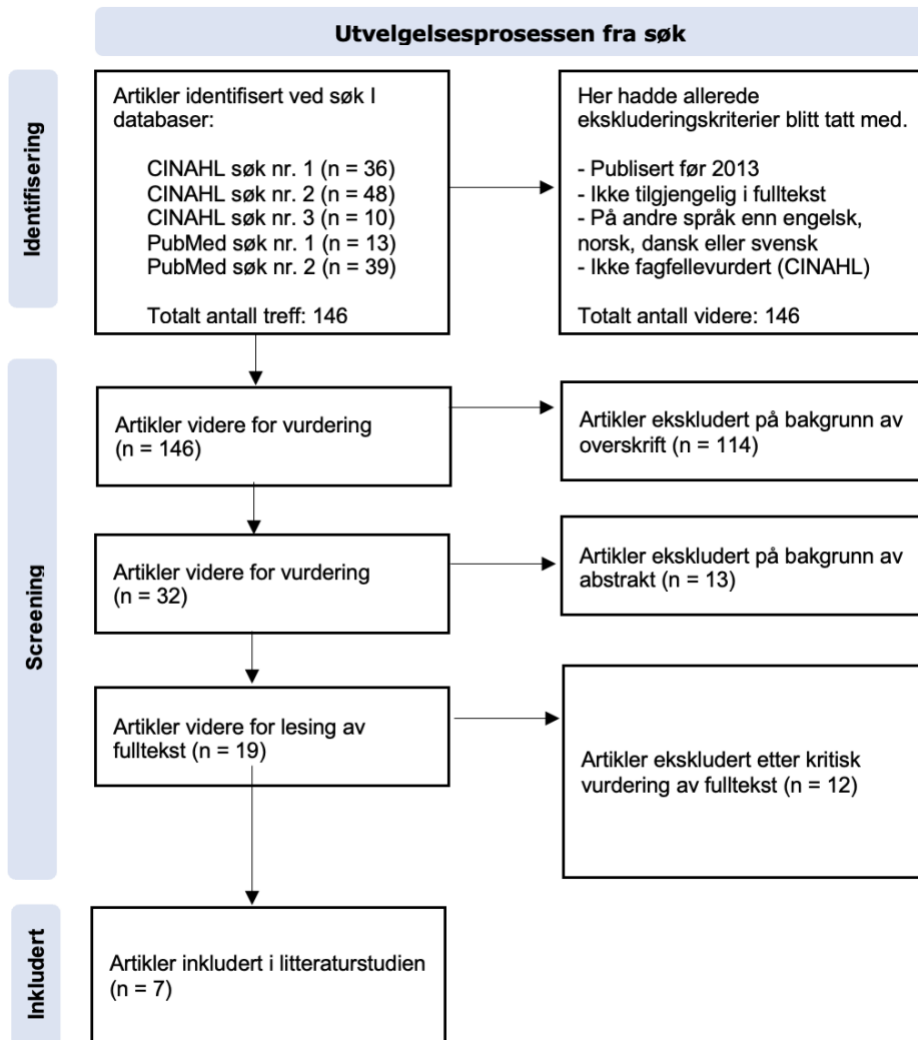 Utvelgelsesprosessen fra søk
Identifisering
Artikler identifisert ved søk I
databaser:
CINAHL søk nr. 1 (n = 36)
CINAHL søk nr. 2 (n = 48)
CINAHL søk nr. 3 (n = 10)
PubMed søk nr. 1 (n = 13)
PubMed søk nr. 2 (n = 39)
Totalt antall treff: 146
Her hadde allerede
ekskluderingskriterier blitt tatt med.
- Publisert før 2013
- Ikke tilgjengelig i fulltekst
- På andre språk enn engelsk,
norsk, dansk eller svensk
- Ikke fagfellevurdert (CINAHL)
Totalt antall videre: 146
Screening
Artikler videre for vurdering
(n = 146)
Artikler ekskludert på bakgrunn av
overskrift (n = 114)
Artikler videre for vurdering
(n = 32)
Artikler ekskludert på bakgrunn av
abstrakt (n = 13)
Artikler videre for lesing av
fulltekst (n = 19)
Artikler ekskludert etter kritisk
vurdering av fulltekst (n = 12)
Inkludert
Artikler inkludert i litteraturstudien
(n = 7)